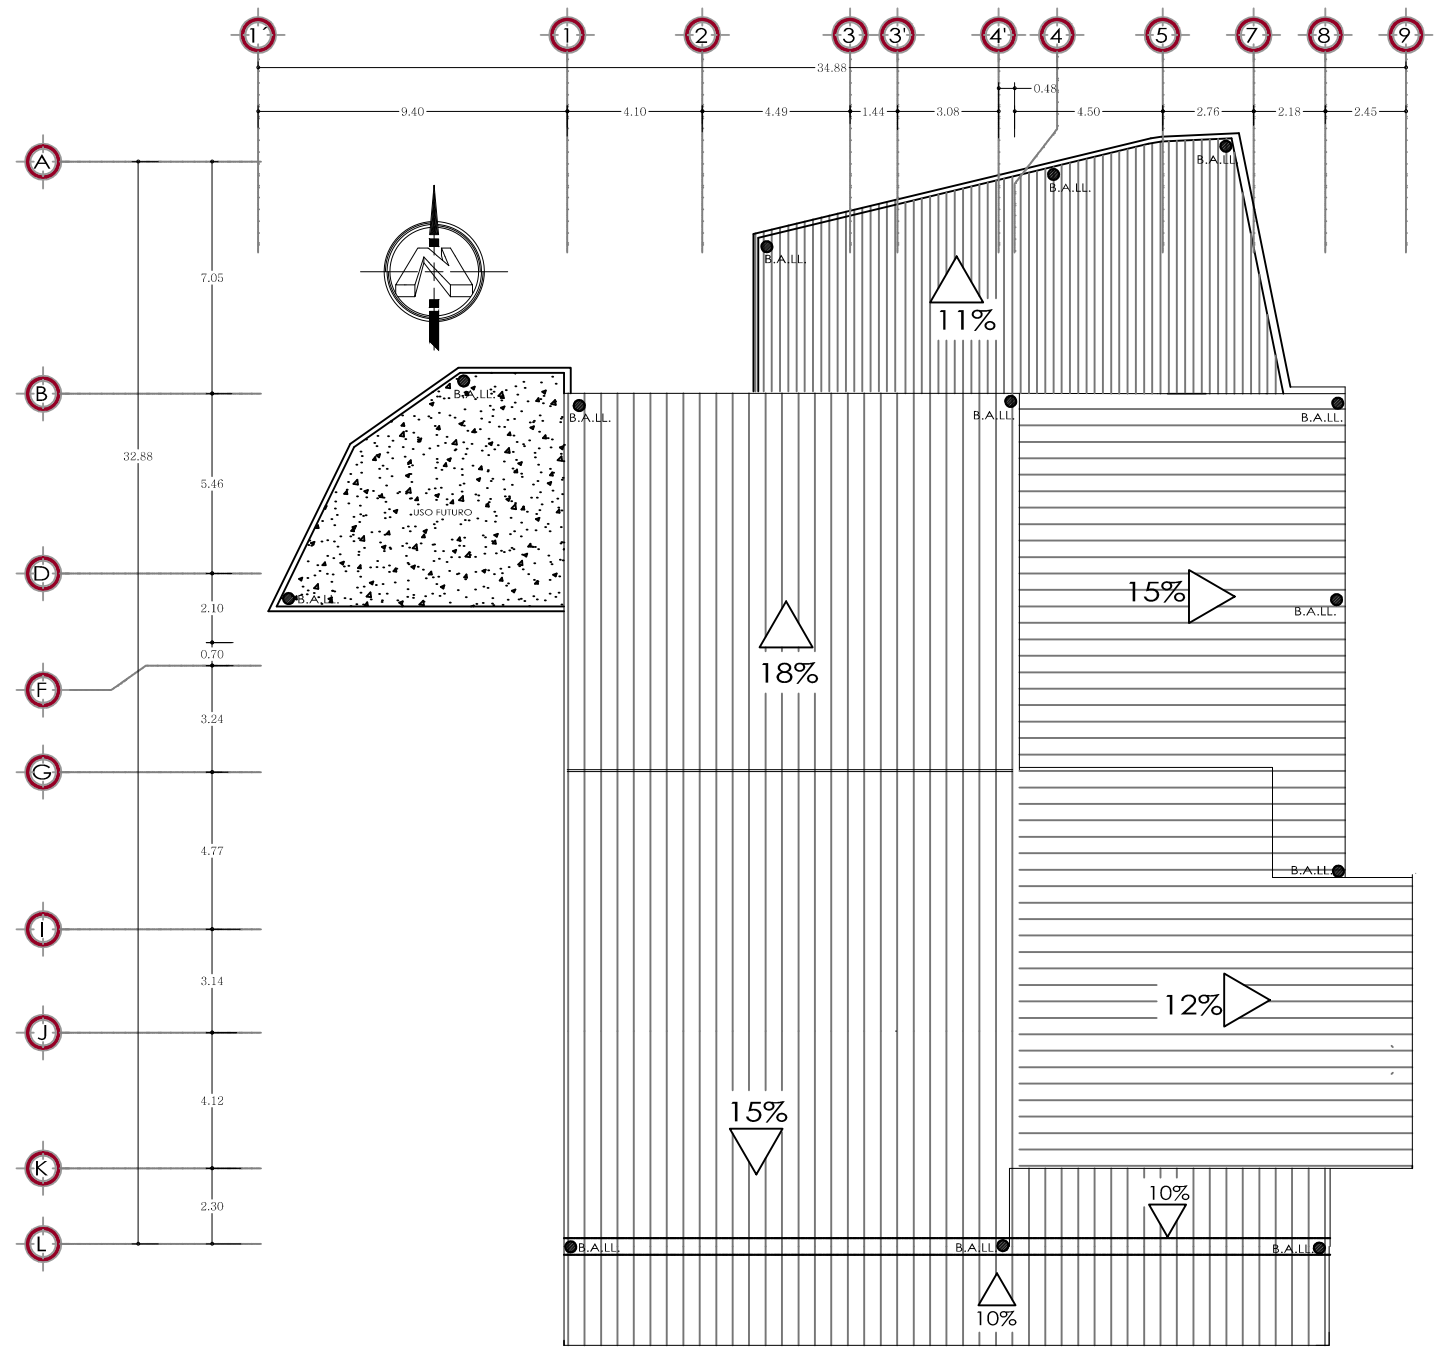 1´ 1 2 3 3' 4' 4 5 7 8 9
34.88
0.48
9.40 4.10 4.49 1.44 3.08 4.50 2.76 2.18 2.45
A
B.A.LL.
B.A.LL.
B.A.LL.
7.05
N
11%
B
B.A.LL.
B.A.LL.
B.A.LL.
B.A.LL.
32.88
5.46
USO FUTURO
D
15%
B.A.LL.
2.10
B.A.LL.
0.70
18%
F
3.24
G
4.77
B.A.LL.
I
3.14
12%
J
4.12
15%
K
10%
2.30
L
B.A.LL.
B.A.LL.
B.A.LL.
10%